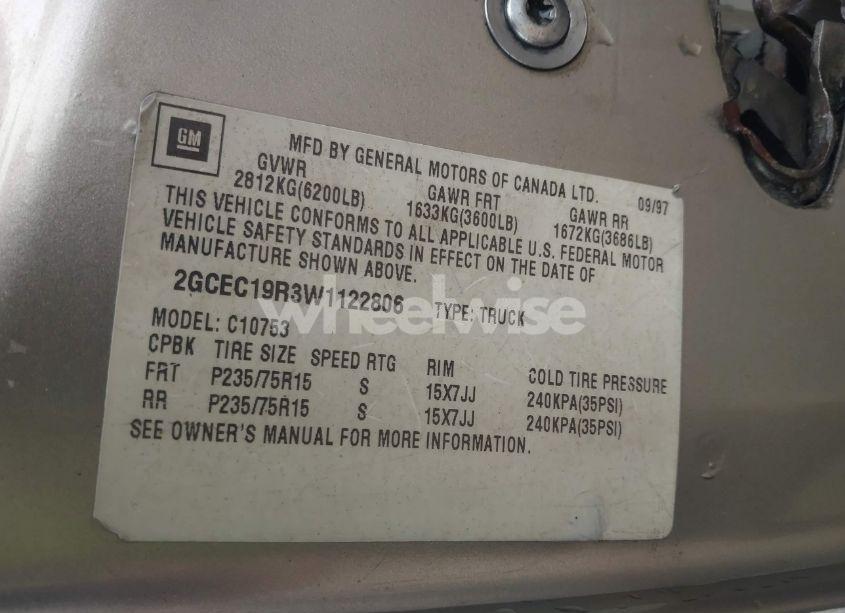 GM
MFD BY GENERAL MOTORS OF CANADA LTD. 09/97
GVWR GAWR FRT GAWR RR
2812KG(6200LB) 1633KG(3600LB) 1672KG(3686LB)
THIS VEHICLE CONFORMS TO ALL APPLICABLE U.S. FEDERAL MOTOR
VEHICLE SAFETY STANDARDS IN EFFECT ON THE DATE OF
MANUFACTURE SHOWN ABOVE.
2GCEC19R3W1122806 TYPE: TRUCK
wheelwise
MODEL: C10753
CPBK TIRE SIZE SPEED RTG RIM COLD TIRE PRESSURE
FRT P235/75R15 S 15X7JJ 240KPA(35PSI)
RR P235/75R15 S 15X7JJ 240KPA(35PSI)
SEE OWNER'S MANUAL FOR MORE INFORMATION.